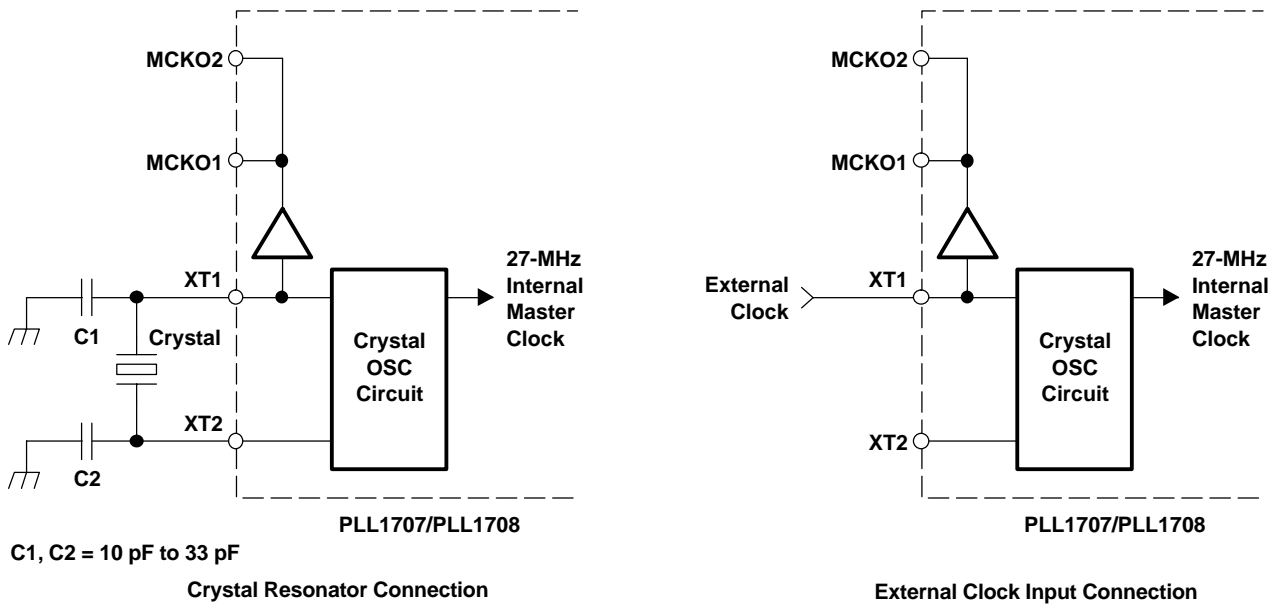 MCKO2
MCKO1
XT1
C1
Crystal
XT2
C2
Crystal
OSC
Circuit
27-MHz
Internal
Master
Clock
PLL1707/PLL1708
C1, C2 = 10 pF to 33 pF
Crystal Resonator Connection
MCKO2
MCKO1
External
Clock
XT1
XT2
Crystal
OSC
Circuit
27-MHz
Internal
Master
Clock
PLL1707/PLL1708
External Clock Input Connection